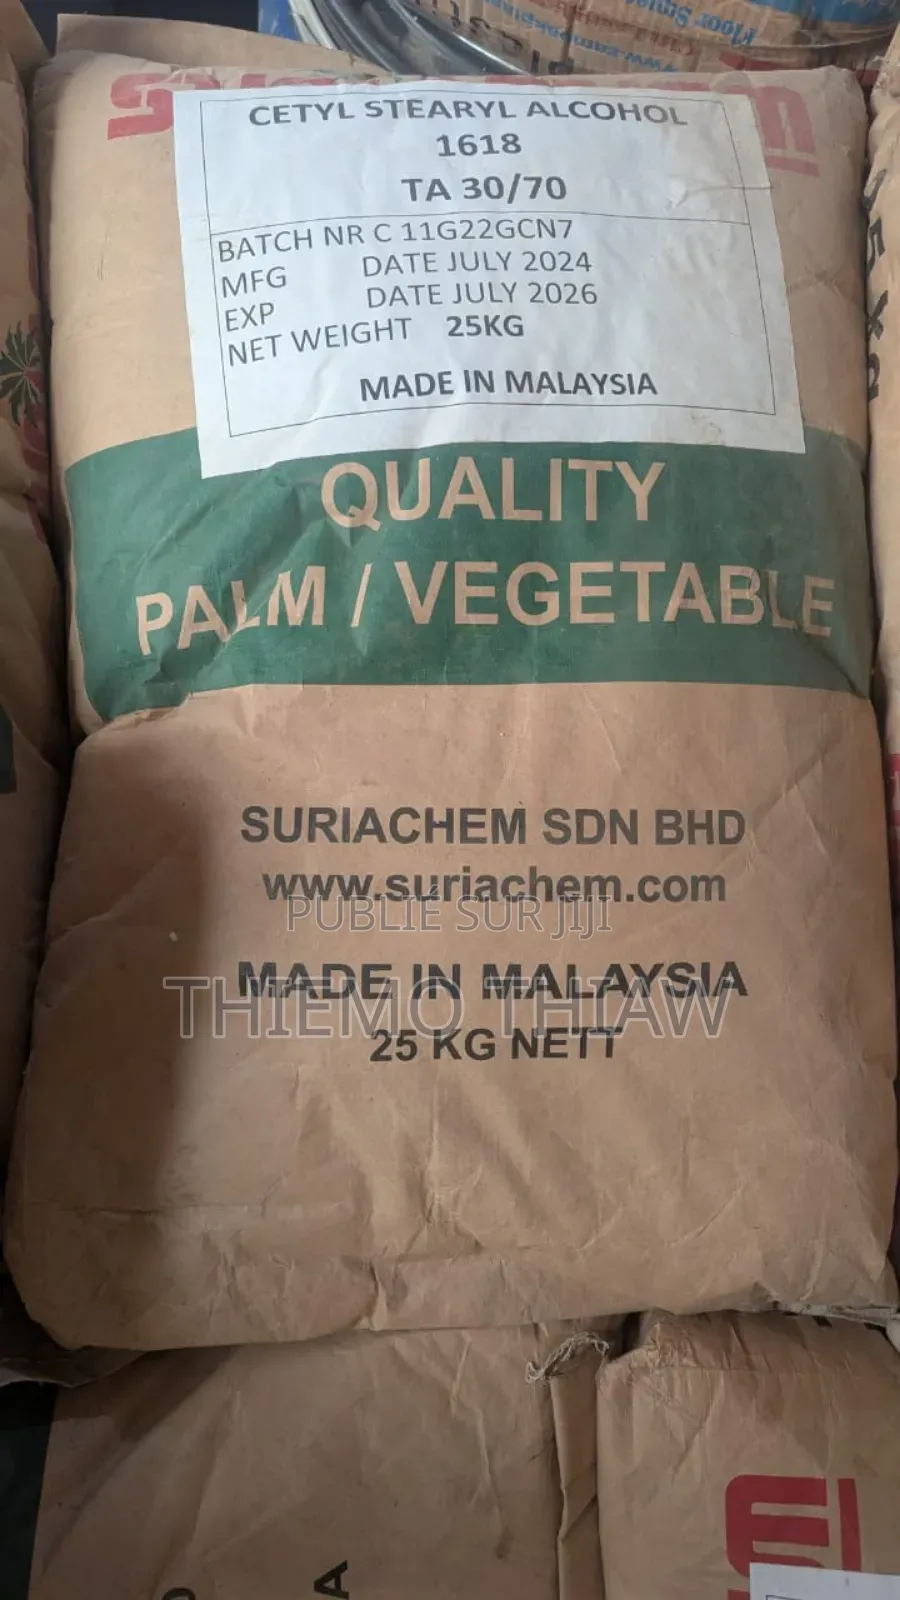 CETYL STEARYL ALCOHOL
1618
TA 30/70
BATCH NR C 11G22GCN7
MFG DATE JULY 2024
EXP DATE JULY 2026
NET WEIGHT 25KG
MADE IN MALAYSIA
QUALITY
PALM / VEGETABLE
SURIACHEM SDN BHD
www.suriachem.com
PUBLIÉ SUR JIJI
MADE IN MALAYSIA
THIEMO THIAW
25 KG NETT
A